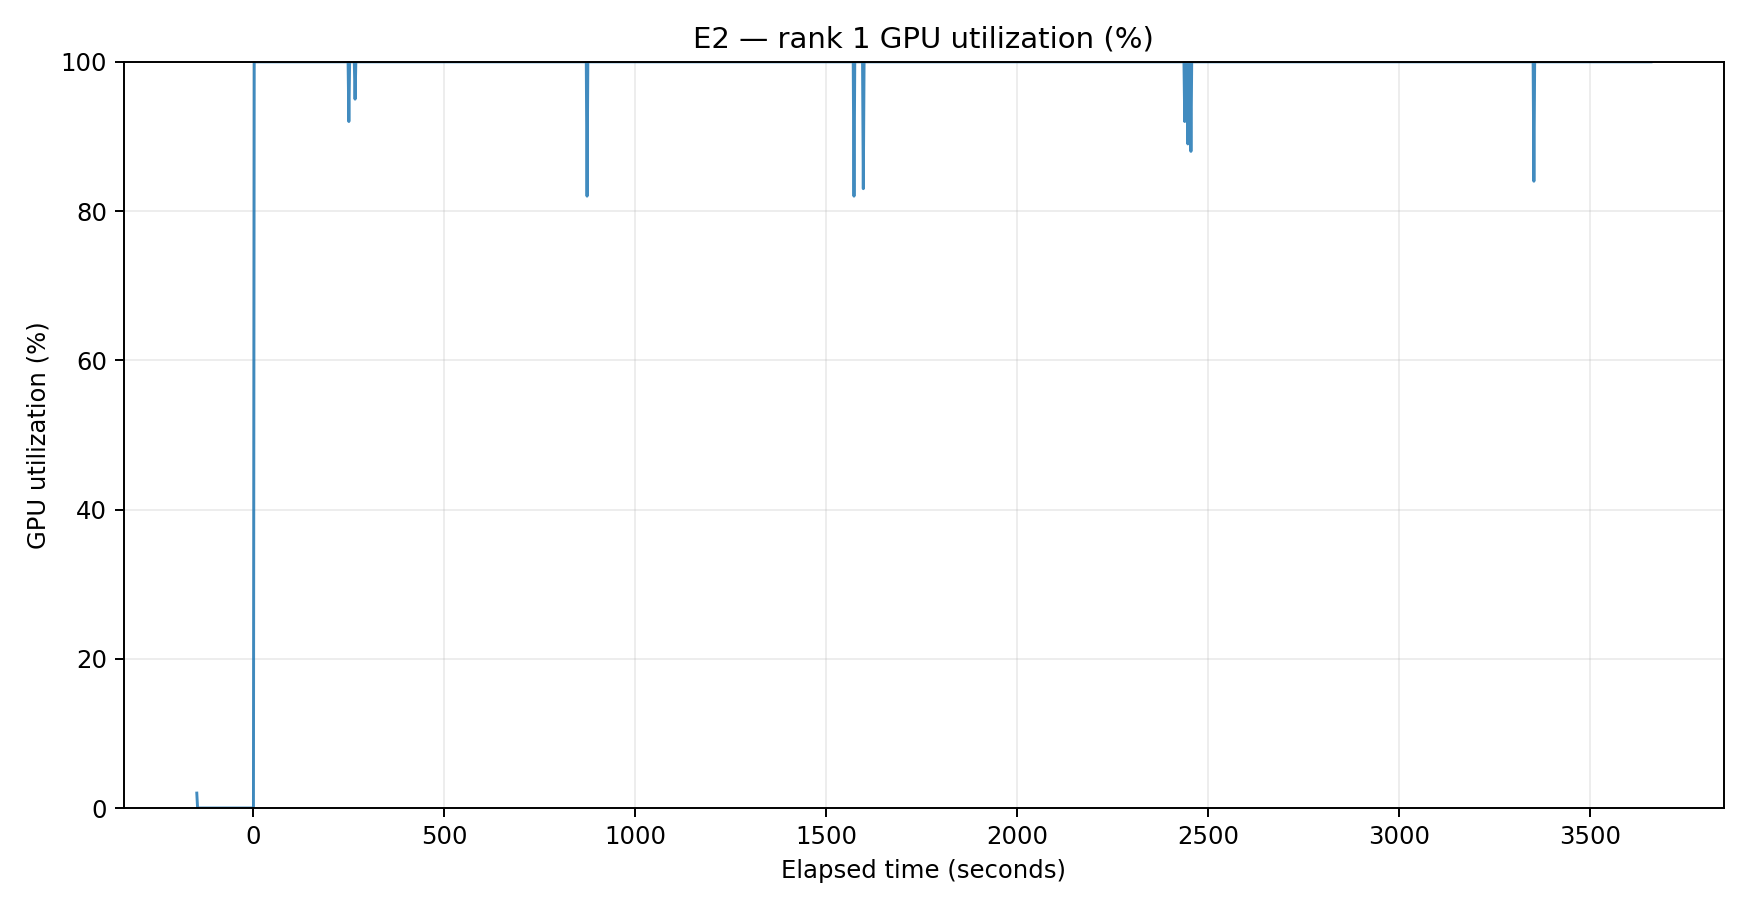 E2 — rank 1 GPU utilization (%)
100
80
60
40
20
0
GPU utilization (%)
0 500 1000 1500 2000 2500 3000 3500
Elapsed time (seconds)